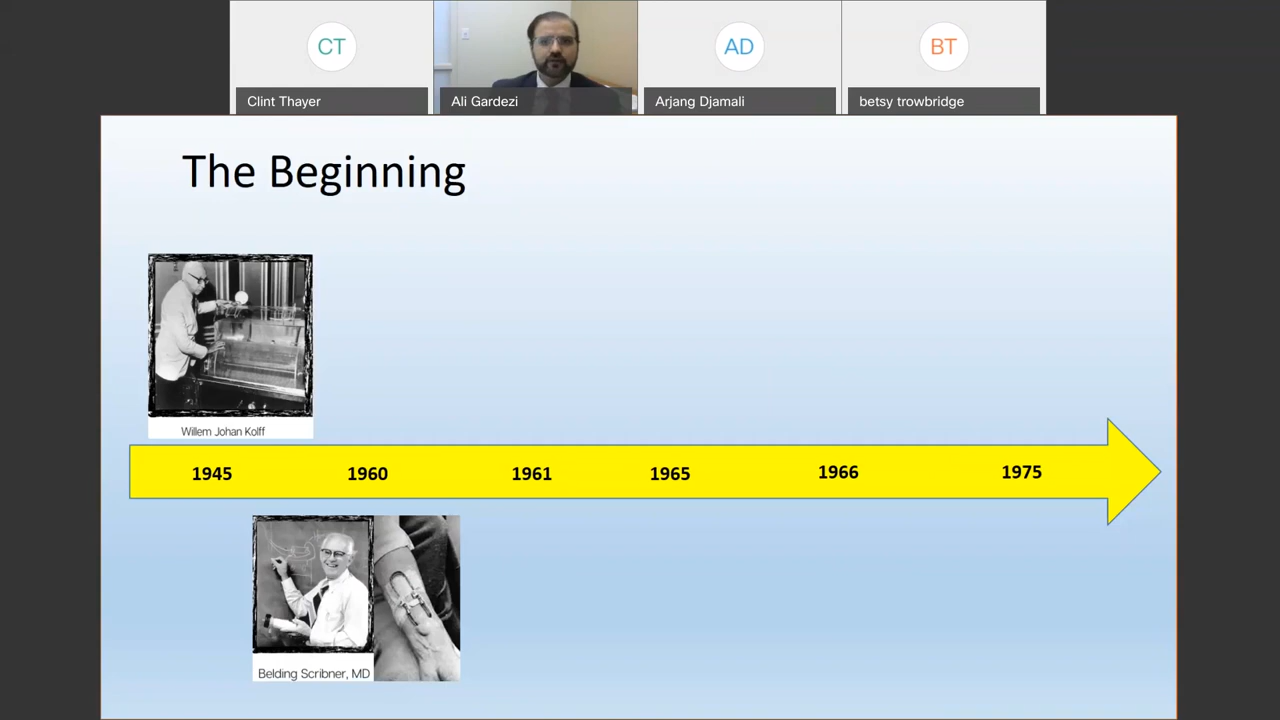 CT
AD
BT
Clint Thayer
Ali Gardezi
Arjang Djamali
betsy trowbridge
The Beginning
Willem Johan Kolff
1945
1960
1961
1965
1966
1975
Belding Scribner, MD